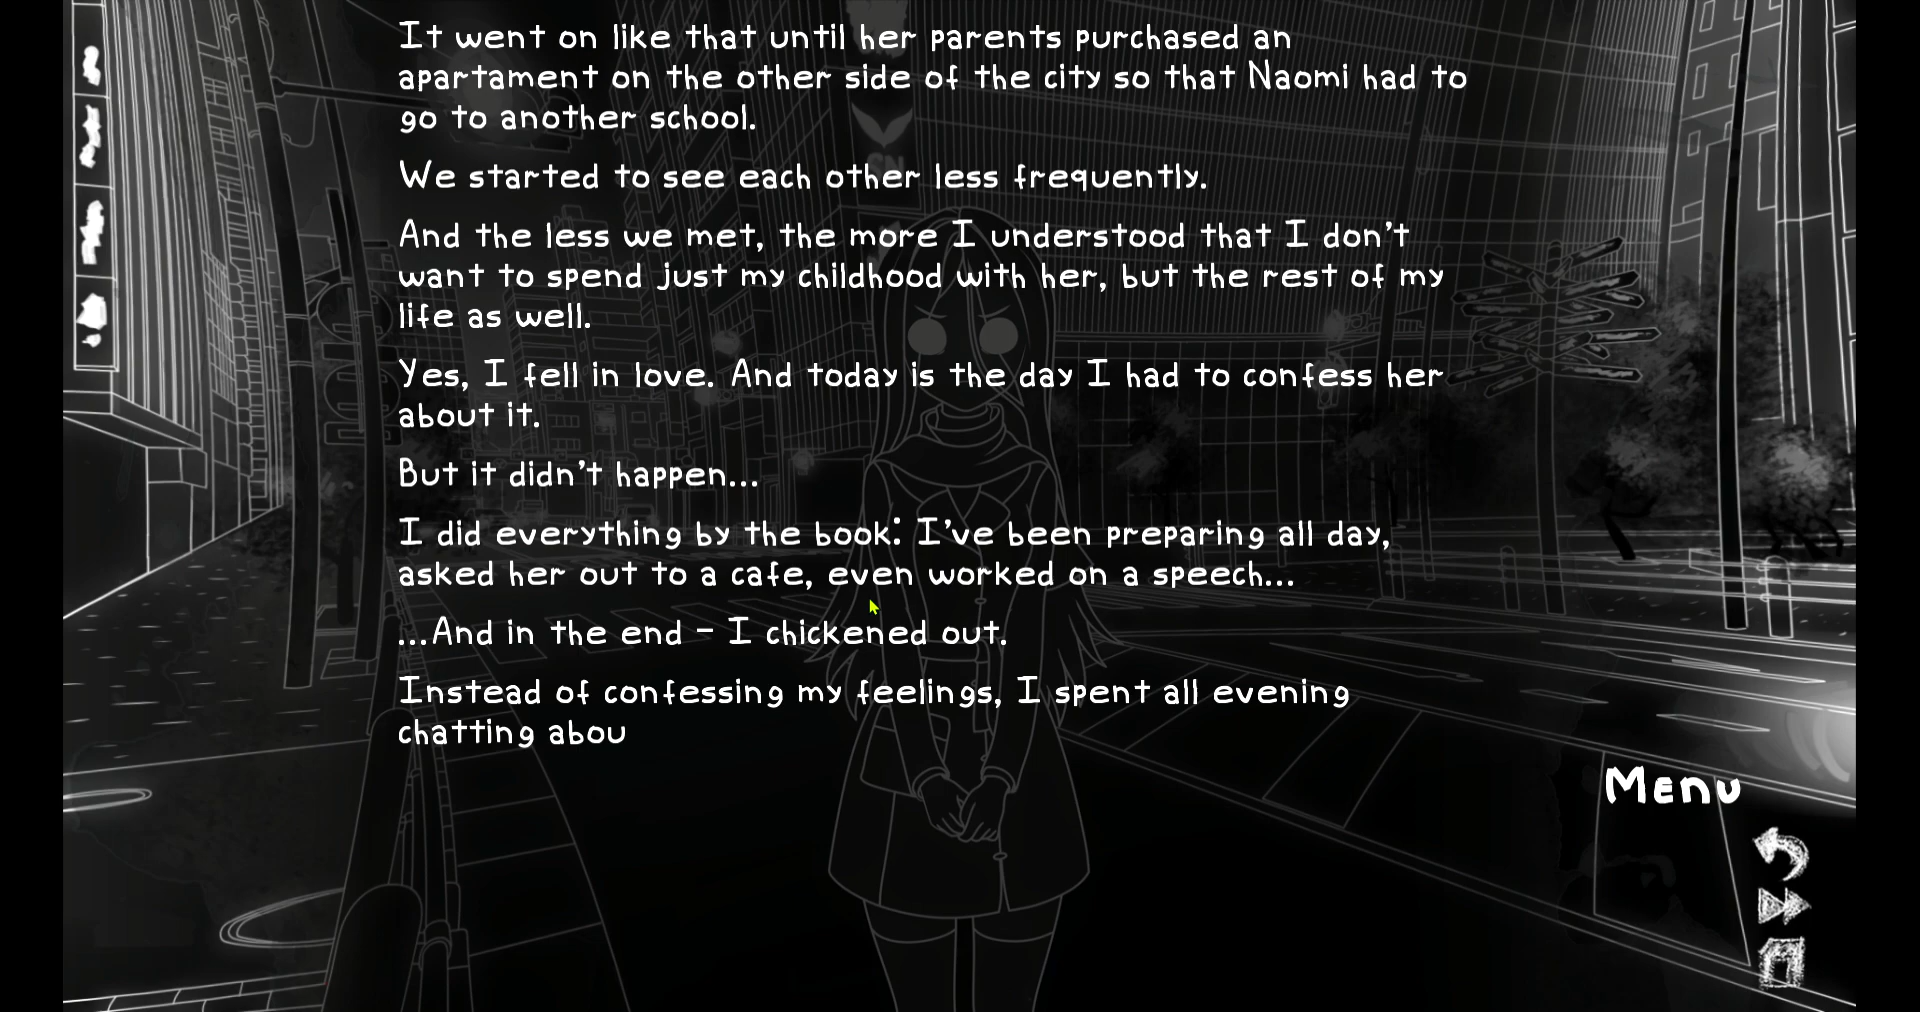 It went on like that until her parents purchased an
apartament on the other side of the city so that Naomi had to
go to another school.
We started to see each other less frequently.
And the less we met, the more I understood that I don't
want to spend just my childhood with her, but the rest of my
life as well.
Yes, I fell in love. And today is the day I had to confess her
about it.
But it didn't happen...
I did everything by the book: I've been preparing all day,
asked her out to a cafe, even worked on a speech...
...And in the end - I chickened out.
Instead of confessing my feelings, I spent all evening
chatting abou
Menu